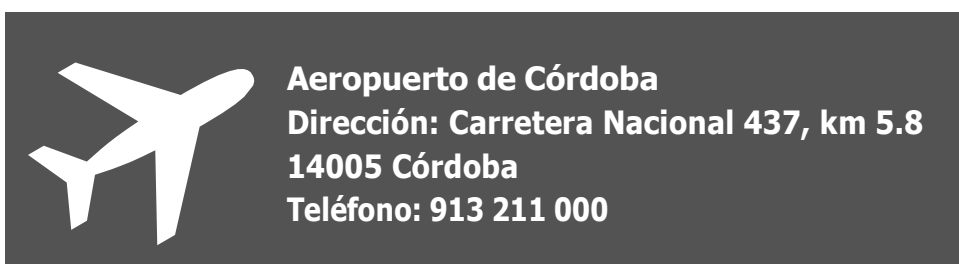 Aeropuerto de Córdoba
Dirección: Carretera Nacional 437, km 5.8
14005 Córdoba
Teléfono: 913 211 000